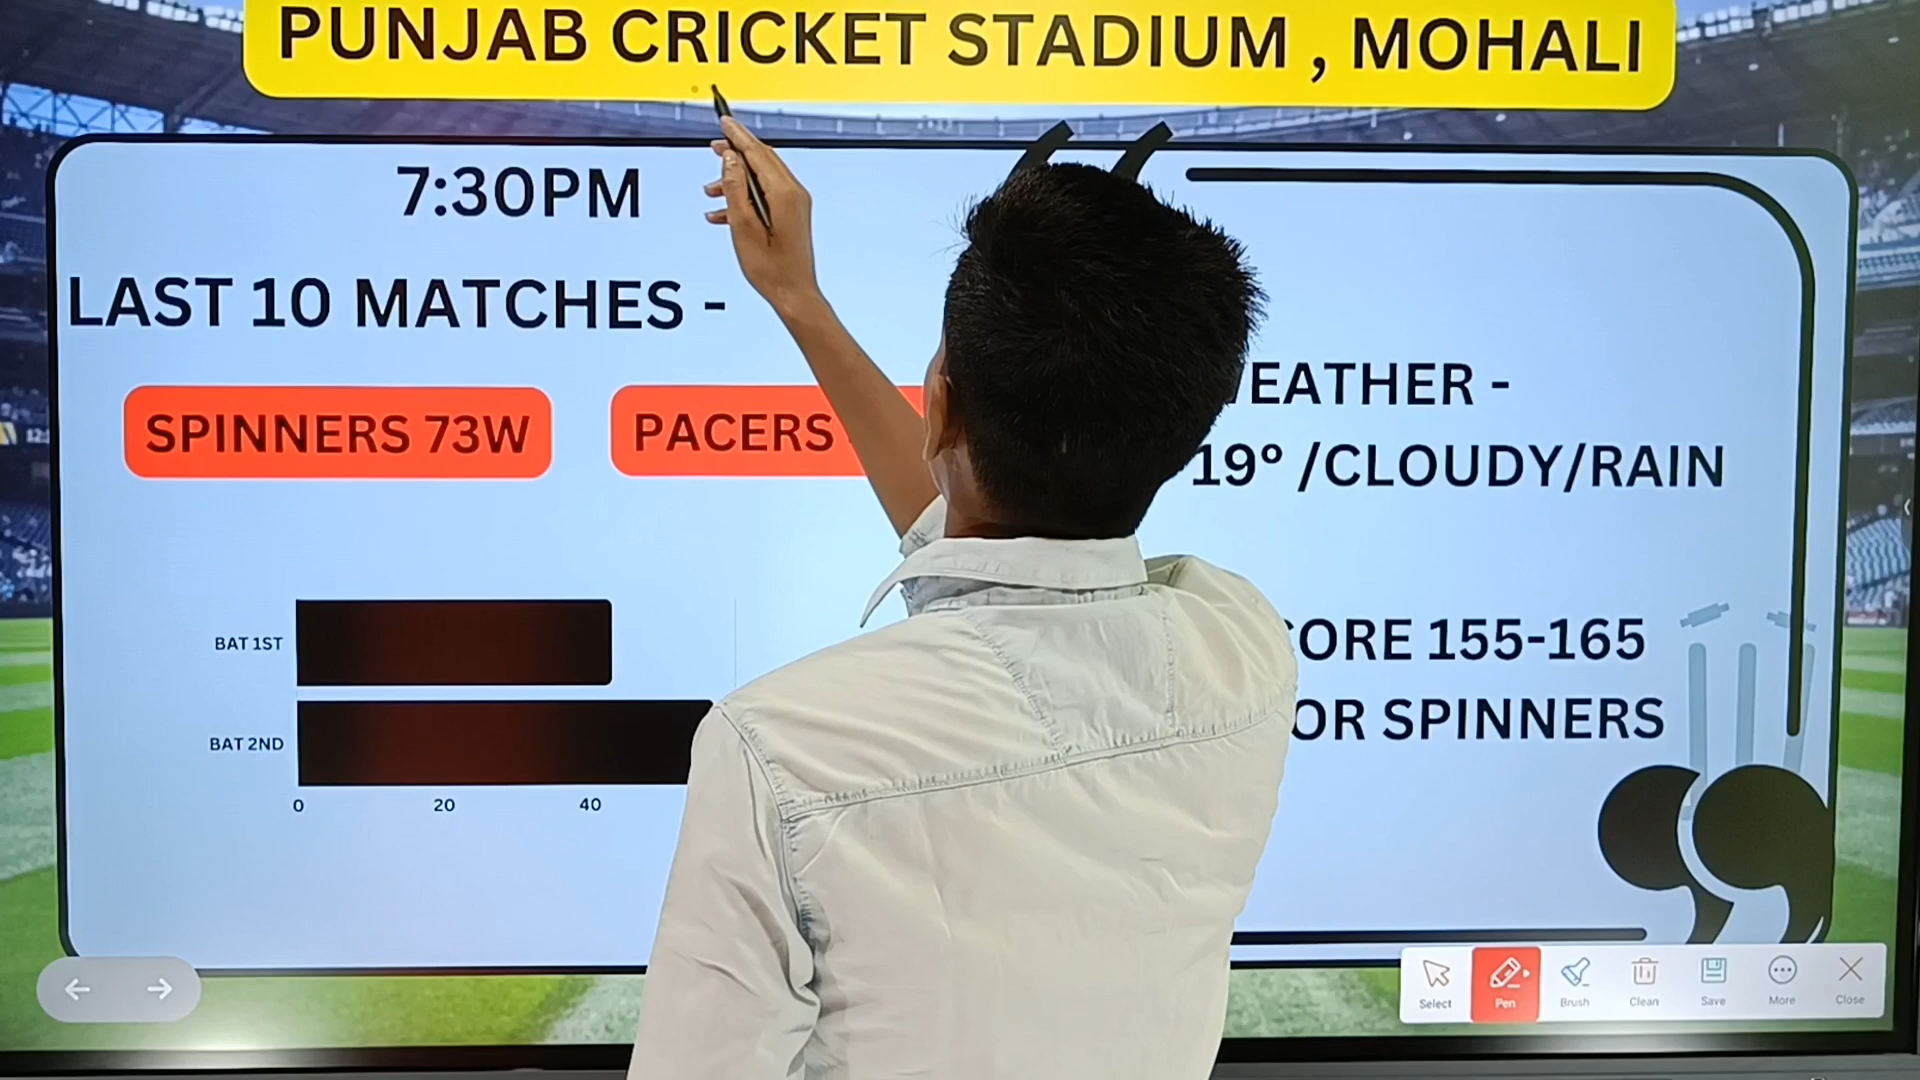 PUNJAB CRICKET STADIUM , MOHALI
7:30PM
LAST 10 MATCHES -
SPINNERS 73W
PACERS
EATHER -
19° /CLOUDY/RAIN
BAT 1ST
BAT 2ND
0 20 40
ORE 155-165
OR SPINNERS
Select Pen Brush Clean Save More Close